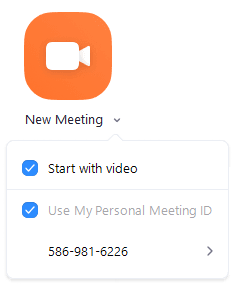 New Meeting
Start with video
Use My Personal Meeting ID
586-981-6226